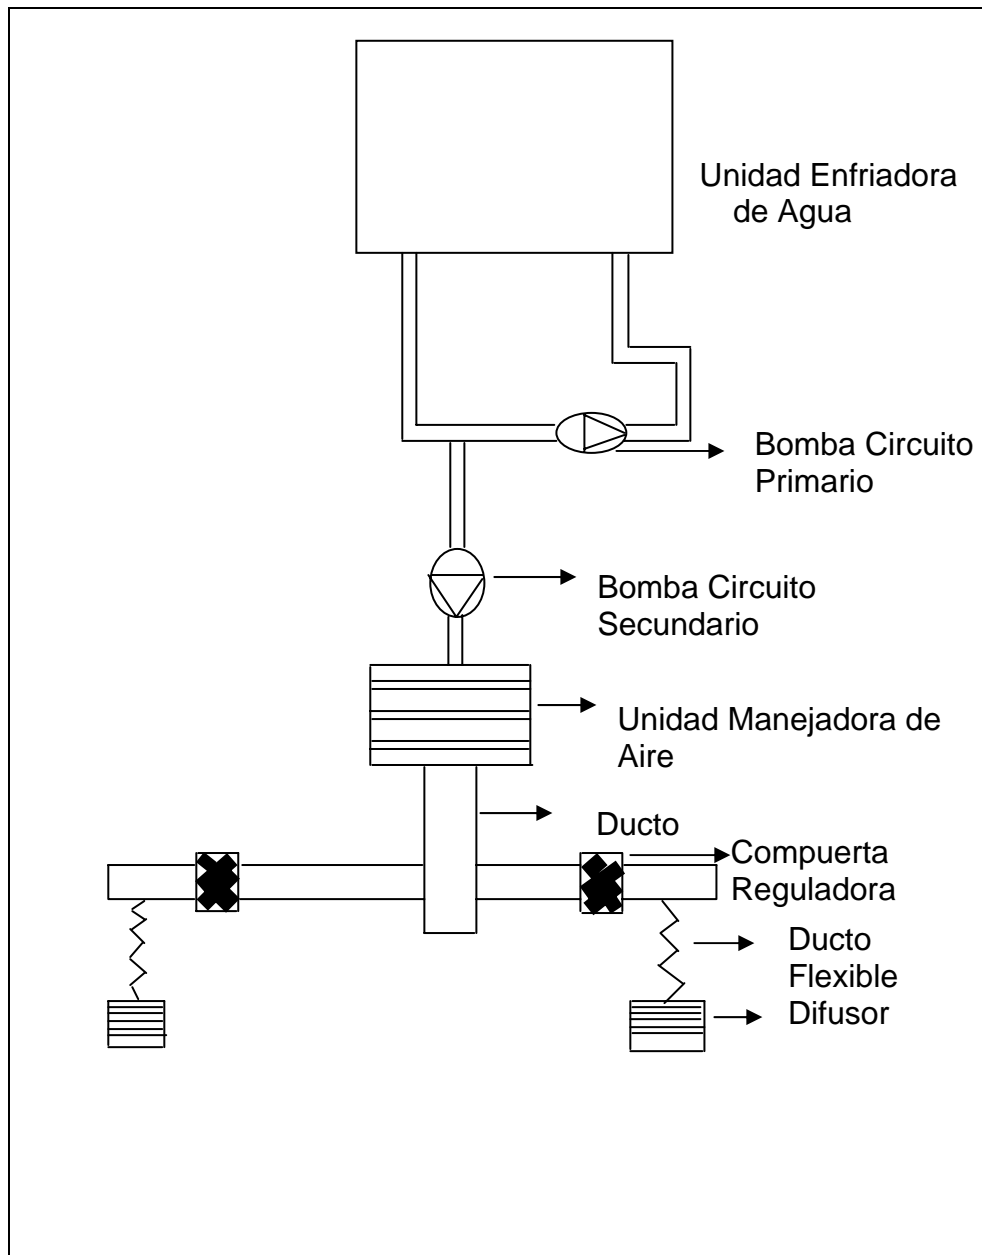 Unidad Enfriadora
de Agua
Bomba Circuito
Primario
Bomba Circuito
Secundario
Unidad Manejadora de
Aire
Ducto
Compuerta
Reguladora
Ducto
Flexible
Difusor